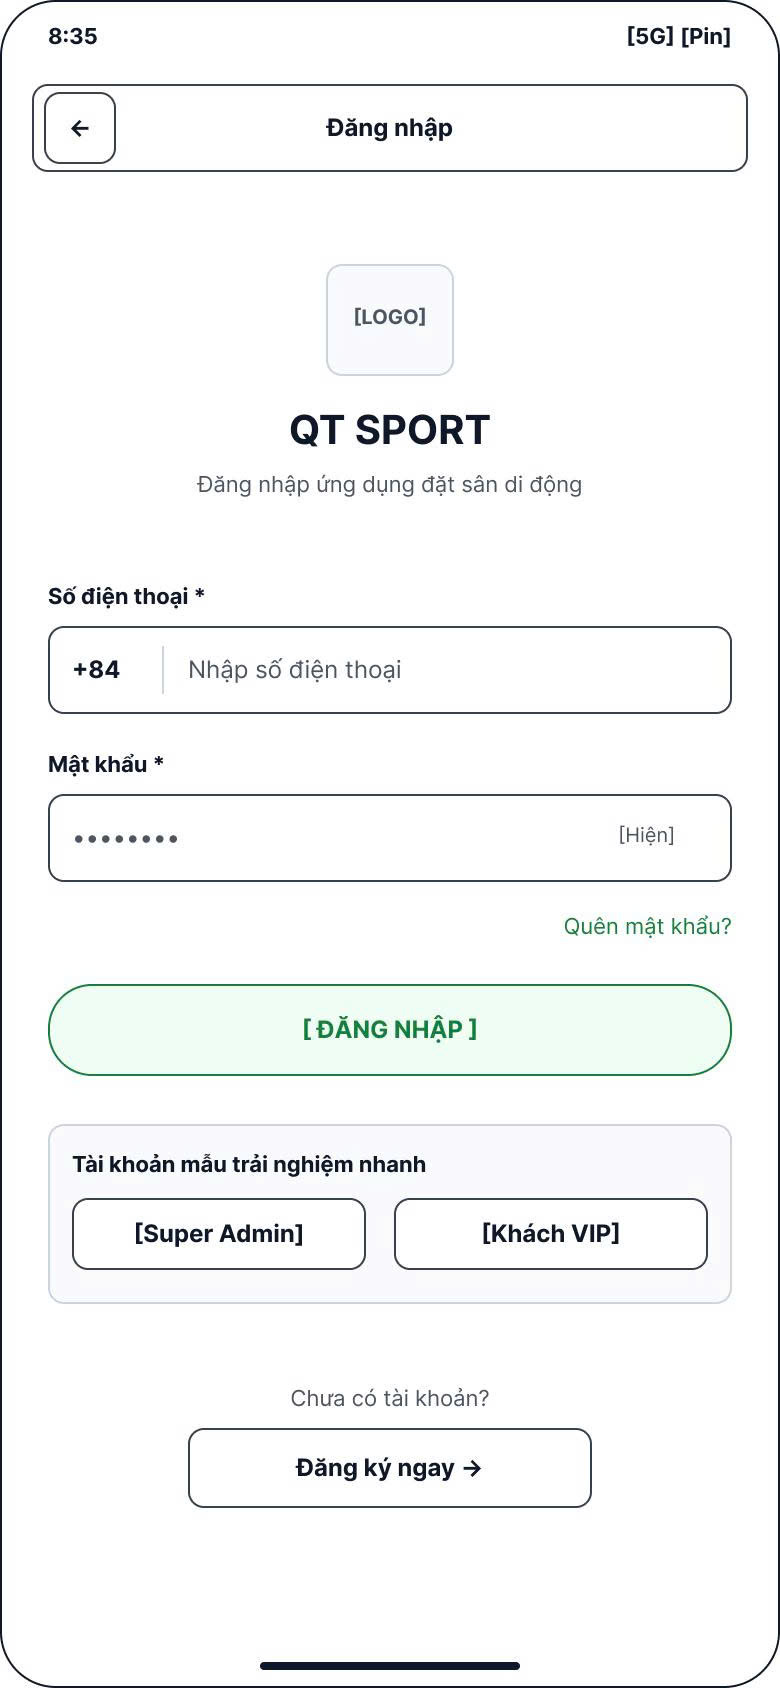 8:35 [5G] [Pin]
← Đăng nhập
[LOGO]
QT SPORT
Đăng nhập ứng dụng đặt sân di động
Số điện thoại *
+84 Nhập số điện thoại
Mật khẩu *
•••••••• [Hiện]
Quên mật khẩu?
[ ĐĂNG NHẬP ]
Tài khoản mẫu trải nghiệm nhanh
[Super Admin] [Khách VIP]
Chưa có tài khoản?
Đăng ký ngay →